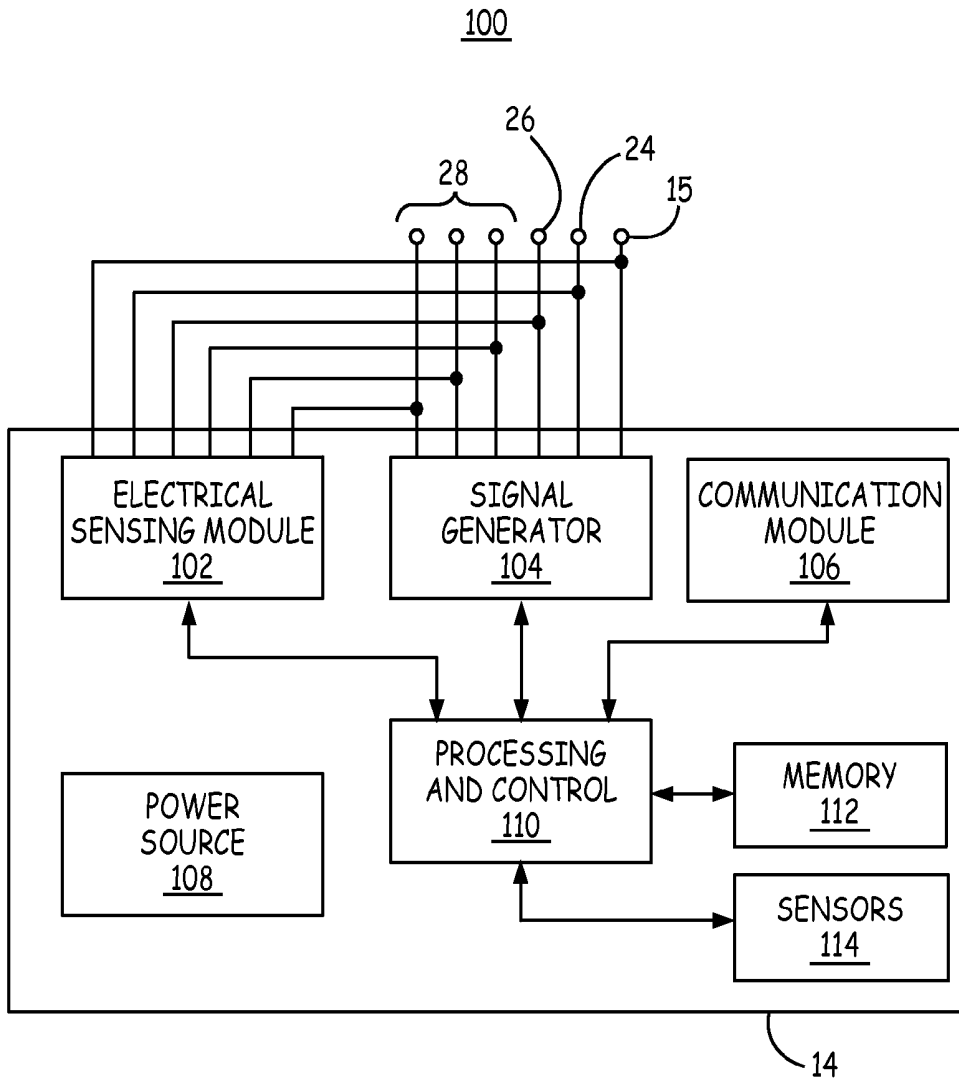 100
26
24
28
15
ELECTRICAL
SENSING MODULE
102
SIGNAL
GENERATOR
104
COMMUNICATION
MODULE
106
PROCESSING
AND CONTROL
110
MEMORY
112
POWER
SOURCE
108
SENSORS
114
14